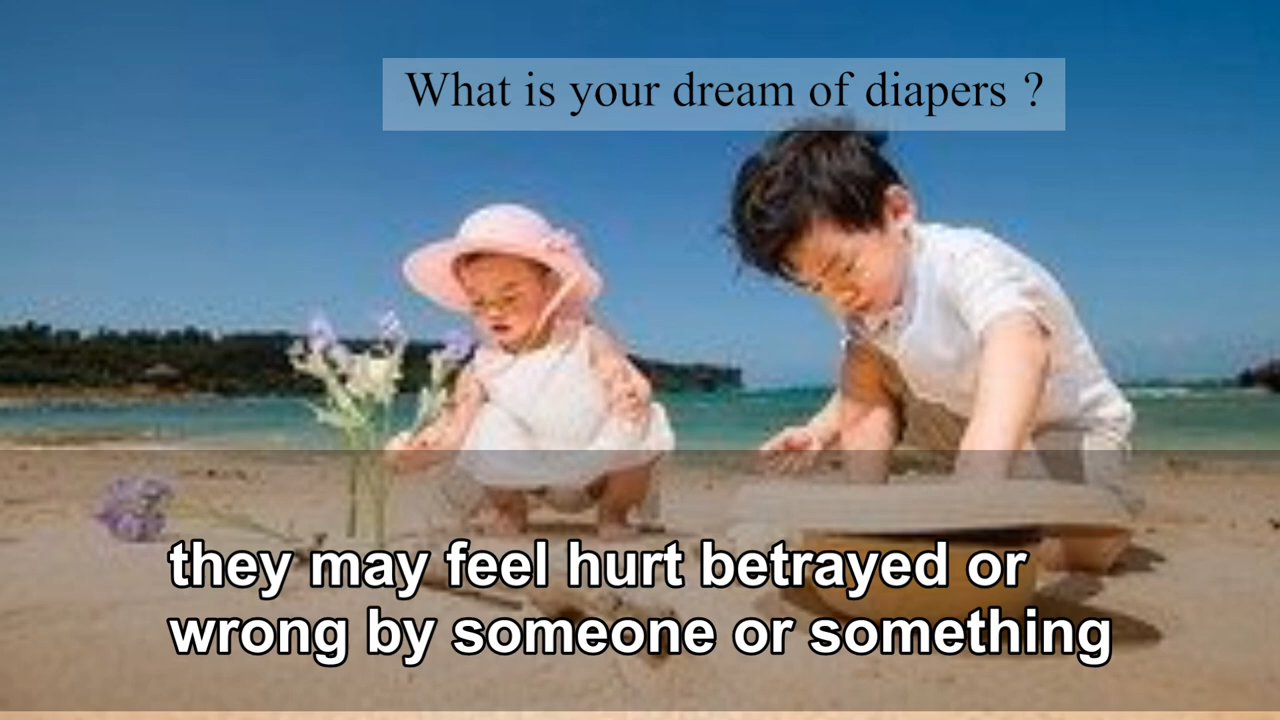 What is your dream of diapers ?
they may feel hurt betrayed or
wrong by someone or something